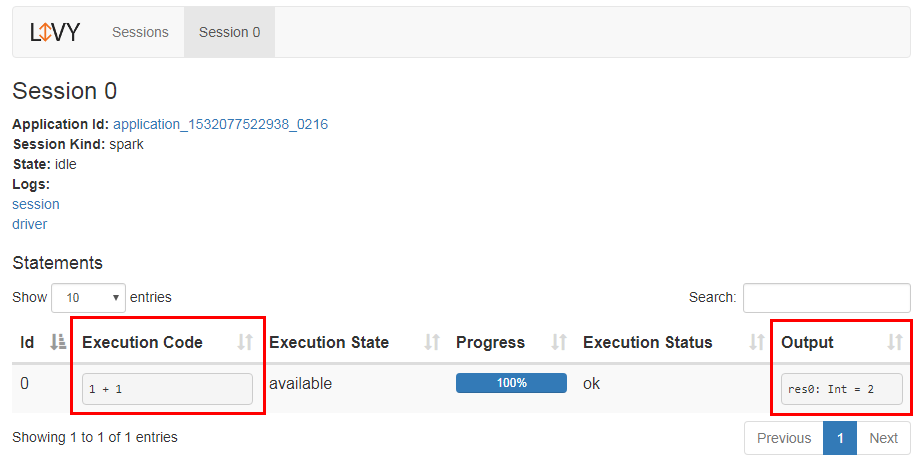 LIVY Sessions Session 0
Session 0
Application Id: application_1532077522938_0216
Session Kind: spark
State: idle
Logs:
session
driver
Statements
Show 10 entries Search:
Id Execution Code Execution State Progress Execution Status Output
0 1 + 1 available 100% ok res0: Int = 2
Showing 1 to 1 of 1 entries Previous 1 Next